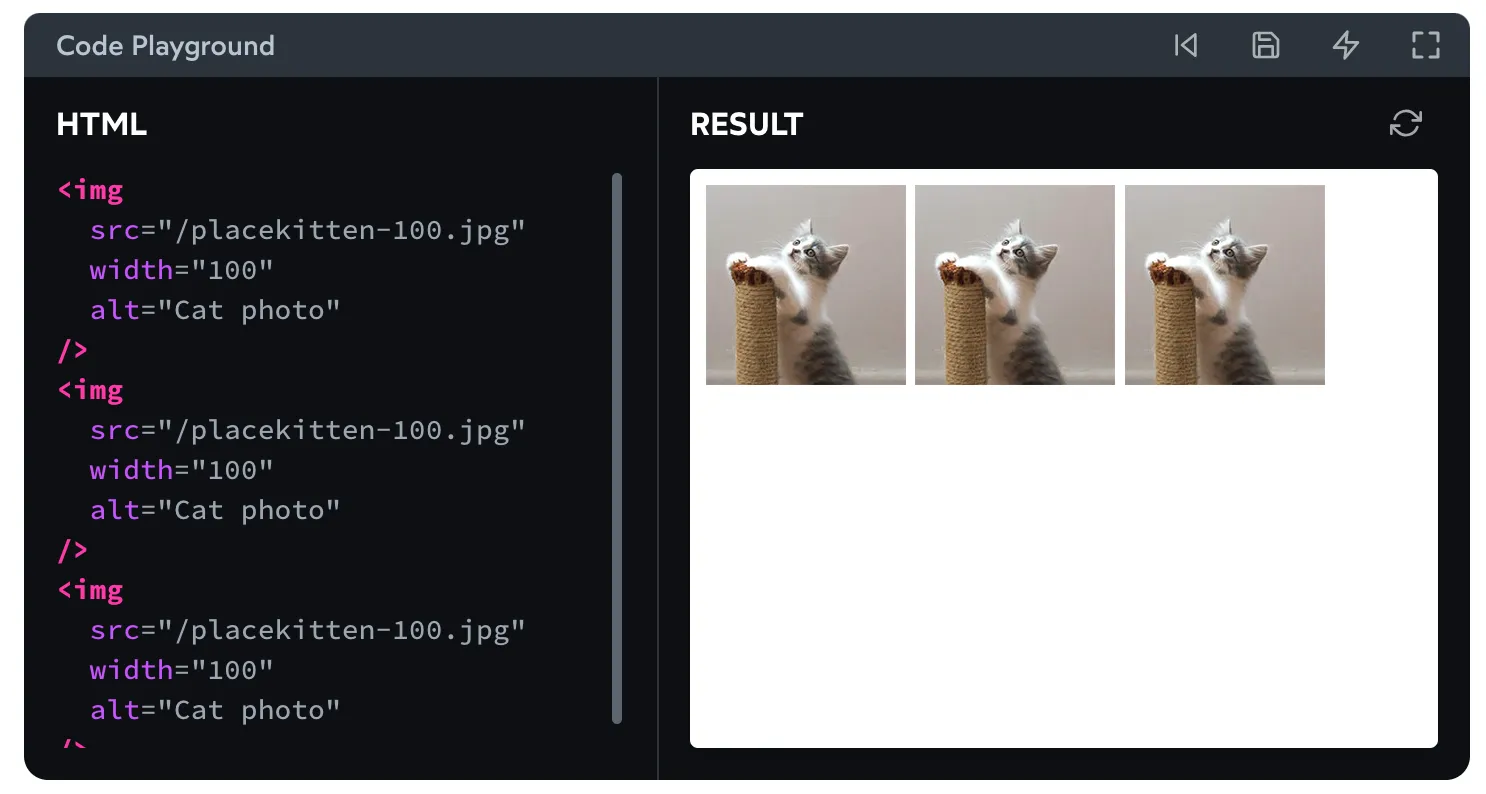 Code Playground
HTML
<img
  src="/placekitten-100.jpg"
  width="100"
  alt="Cat photo"
/>
<img
  src="/placekitten-100.jpg"
  width="100"
  alt="Cat photo"
/>
<img
  src="/placekitten-100.jpg"
  width="100"
  alt="Cat photo"
/>
RESULT